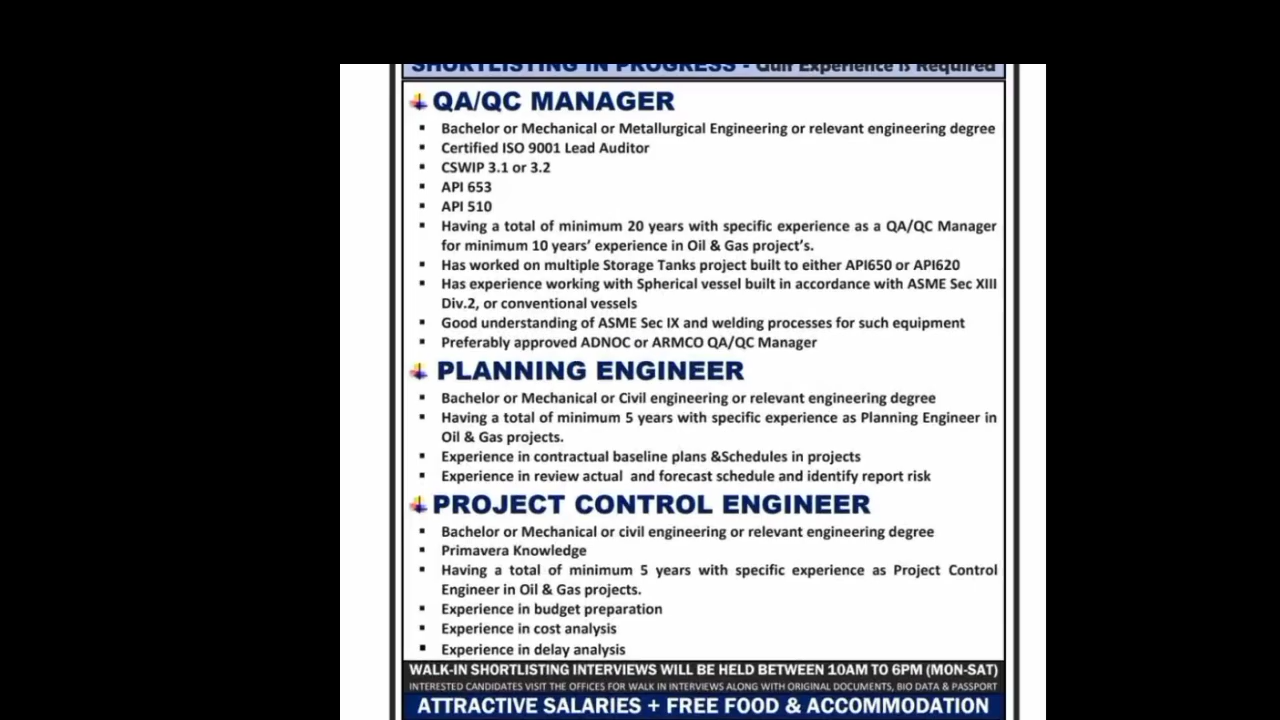 SHORTLISTING IN PROGRESS - Gulf Experience is Required
QA/QC MANAGER
Bachelor or Mechanical or Metallurgical Engineering or relevant engineering degree
Certified ISO 9001 Lead Auditor
CSWIP 3.1 or 3.2
API 653
API 510
Having a total of minimum 20 years with specific experience as a QA/QC Manager
for minimum 10 years’ experience in Oil & Gas project’s.
Has worked on multiple Storage Tanks project built to either API650 or API620
Has experience working with Spherical vessel built in accordance with ASME Sec XIII
Div.2, or conventional vessels
Good understanding of ASME Sec IX and welding processes for such equipment
Preferably approved ADNOC or ARMCO QA/QC Manager
PLANNING ENGINEER
Bachelor or Mechanical or Civil engineering or relevant engineering degree
Having a total of minimum 5 years with specific experience as Planning Engineer in
Oil & Gas projects.
Experience in contractual baseline plans &Schedules in projects
Experience in review actual and forecast schedule and identify report risk
PROJECT CONTROL ENGINEER
Bachelor or Mechanical or civil engineering or relevant engineering degree
Primavera Knowledge
Having a total of minimum 5 years with specific experience as Project Control
Engineer in Oil & Gas projects.
Experience in budget preparation
Experience in cost analysis
Experience in delay analysis
WALK-IN SHORTLISTING INTERVIEWS WILL BE HELD BETWEEN 10AM TO 6PM (MON-SAT)
INTERESTED CANDIDATES VISIT THE OFFICES FOR WALK IN INTERVIEWS ALONG WITH ORIGINAL DOCUMENTS, BIO DATA & PASSPORT
ATTRACTIVE SALARIES + FREE FOOD & ACCOMMODATION